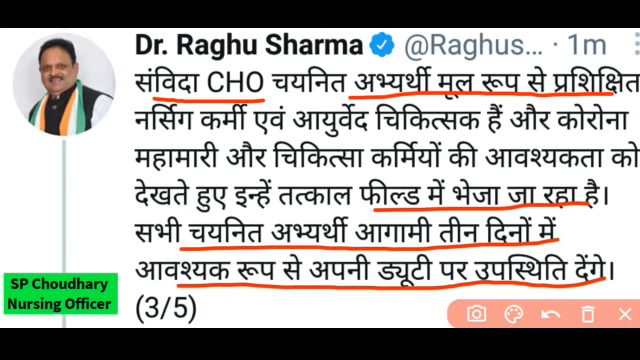 Dr. Raghu Sharma @Raghus... · 1m
संविदा CHO चयनित अभ्यर्थी मूल रूप से प्रशिक्षित
नर्सिग कर्मी एवं आयुर्वेद चिकित्सक हैं और कोरोना
महामारी और चिकित्सा कर्मियों की आवश्यकता को
देखते हुए इन्हें तत्काल फील्ड में भेजा जा रहा है।
सभी चयनित अभ्यर्थी आगामी तीन दिनों में
आवश्यक रूप से अपनी ड्यूटी पर उपस्थिति देंगे।
(3/5)
SP Choudhary
Nursing Officer